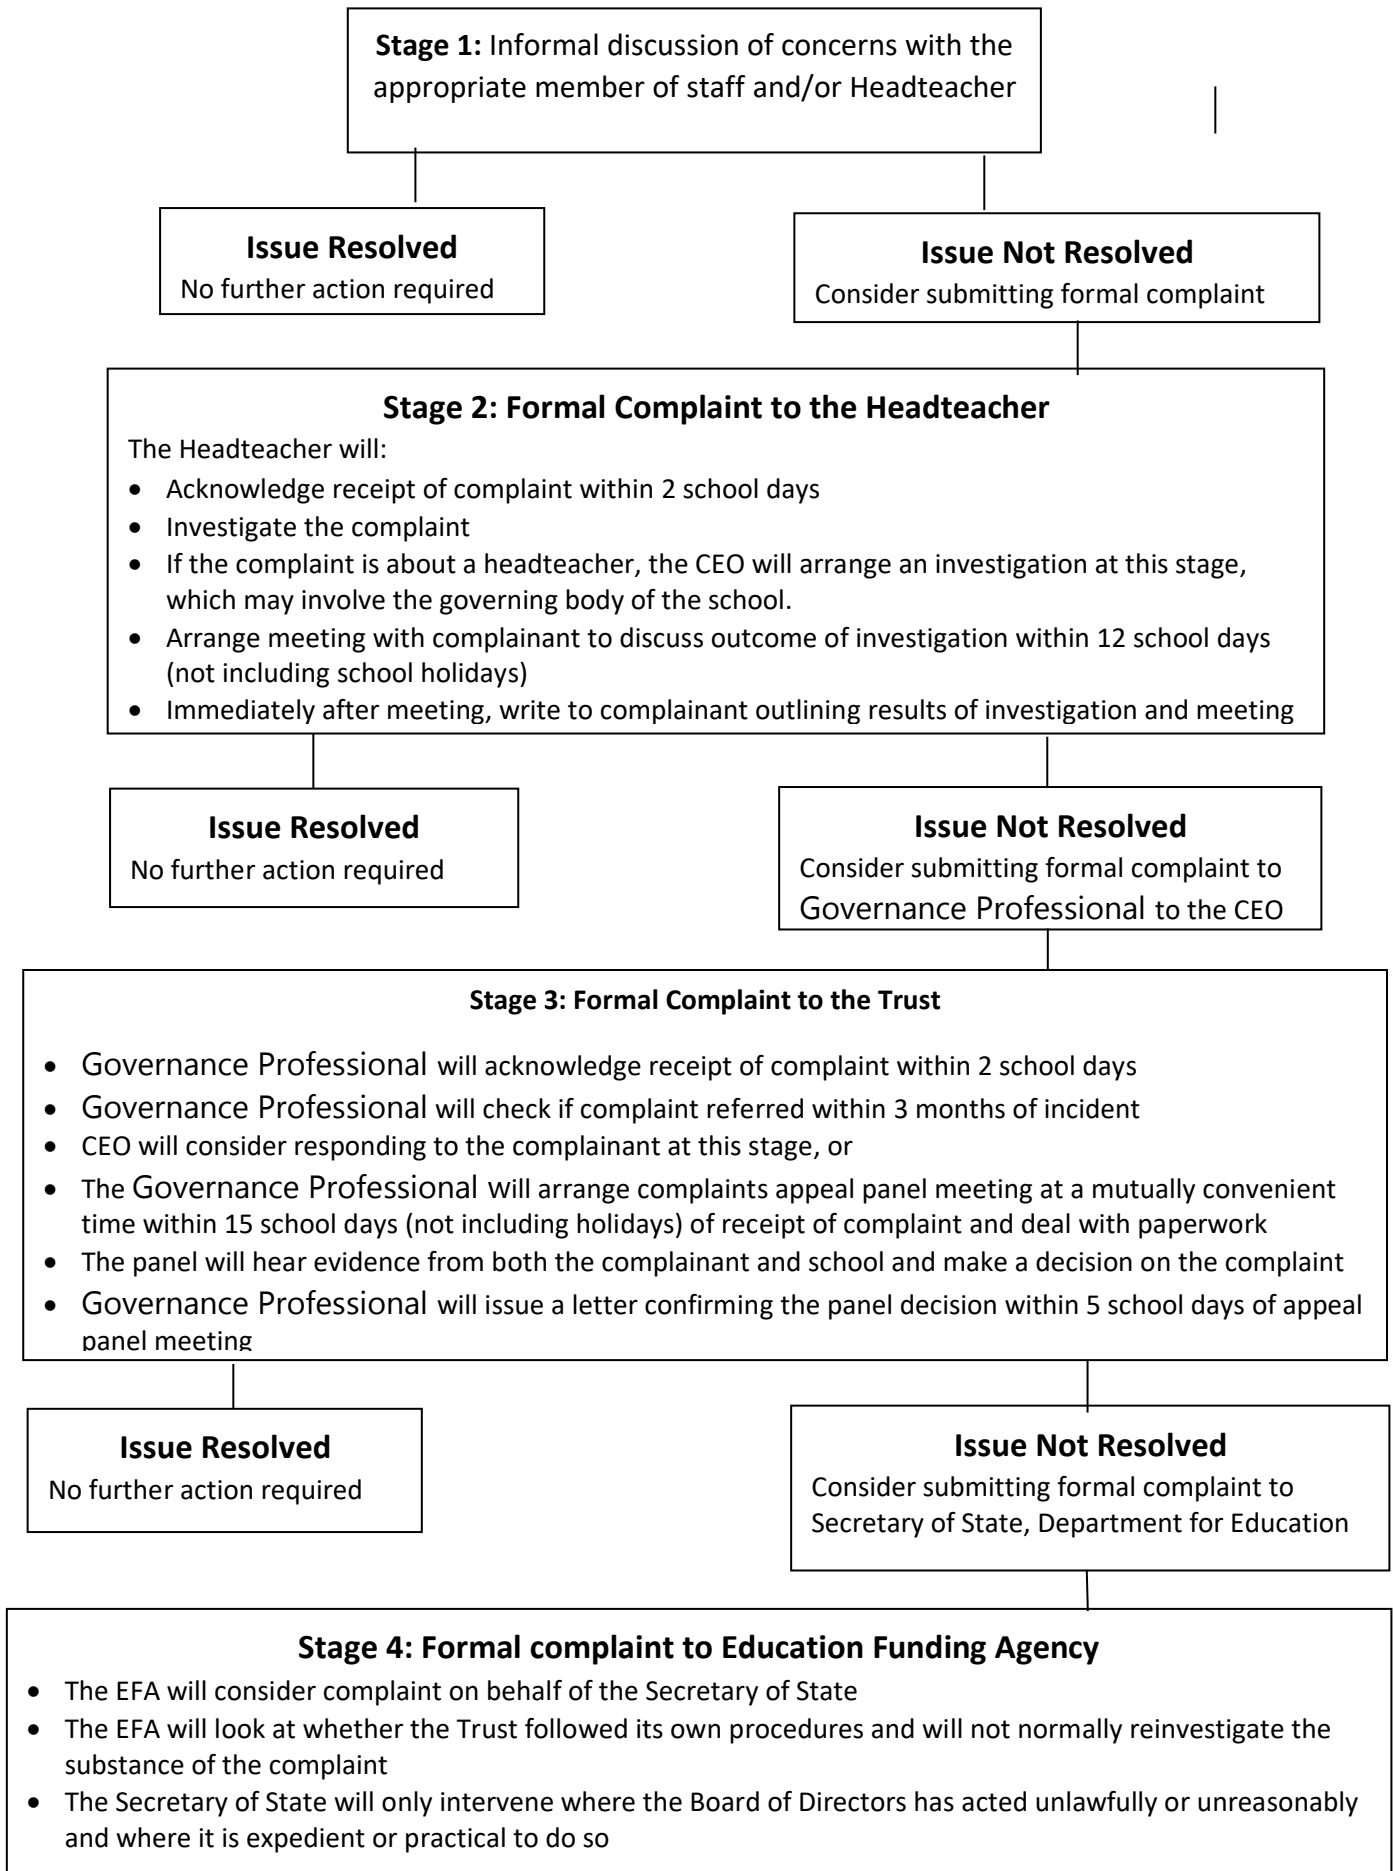 Stage 1: Informal discussion of concerns with the
appropriate member of staff and/or Headteacher
Issue Resolved
No further action required
Issue Not Resolved
Consider submitting formal complaint
Stage 2: Formal Complaint to the Headteacher
The Headteacher will:
• Acknowledge receipt of complaint within 2 school days
• Investigate the complaint
• If the complaint is about a headteacher, the CEO will arrange an investigation at this stage,
which may involve the governing body of the school.
• Arrange meeting with complainant to discuss outcome of investigation within 12 school days
(not including school holidays)
• Immediately after meeting, write to complainant outlining results of investigation and meeting
Issue Resolved
No further action required
Issue Not Resolved
Consider submitting formal complaint to
Governance Professional to the CEO
Stage 3: Formal Complaint to the Trust
• Governance Professional will acknowledge receipt of complaint within 2 school days
• Governance Professional will check if complaint referred within 3 months of incident
• CEO will consider responding to the complainant at this stage, or
• The Governance Professional will arrange complaints appeal panel meeting at a mutually convenient
time within 15 school days (not including holidays) of receipt of complaint and deal with paperwork
• The panel will hear evidence from both the complainant and school and make a decision on the complaint
• Governance Professional will issue a letter confirming the panel decision within 5 school days of appeal
panel meeting
Issue Resolved
No further action required
Issue Not Resolved
Consider submitting formal complaint to
Secretary of State, Department for Education
Stage 4: Formal complaint to Education Funding Agency
• The EFA will consider complaint on behalf of the Secretary of State
• The EFA will look at whether the Trust followed its own procedures and will not normally reinvestigate the
substance of the complaint
• The Secretary of State will only intervene where the Board of Directors has acted unlawfully or unreasonably
and where it is expedient or practical to do so